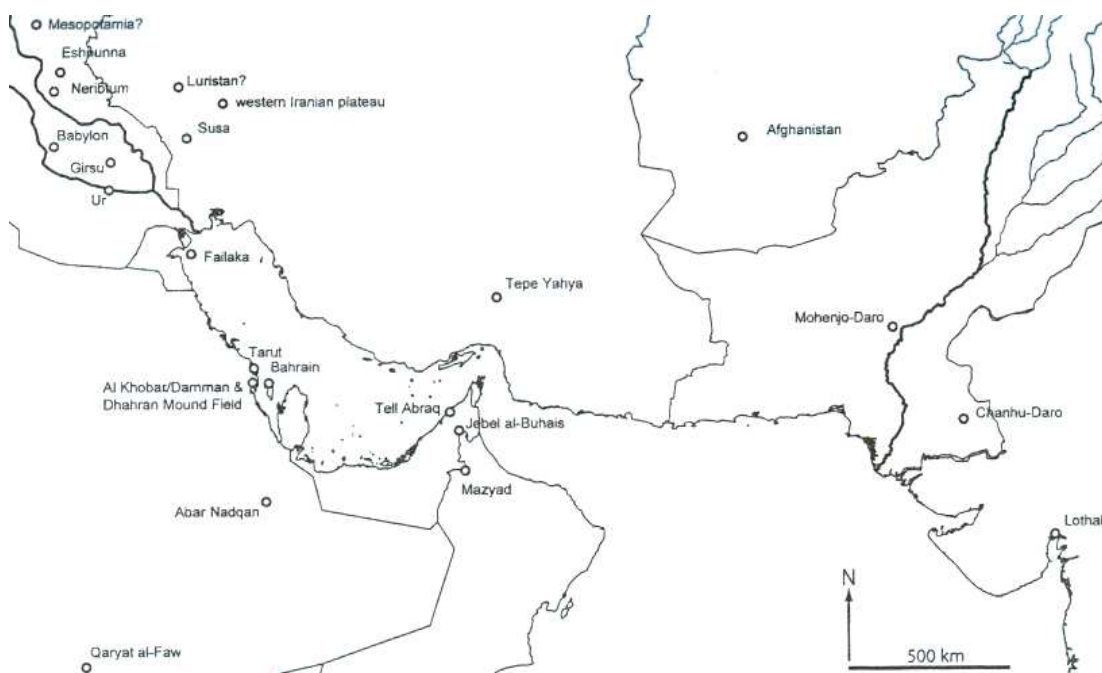 Mesopotamia?
Eshnunna
Neribtum
Luristan?
western Iranian plateau
Babylon
Susa
Girsu
Ur
Afghanistan
Failaka
Tepe Yahya
Mohenjo-Daro
Tarut
Bahrain
Al Khobar/Damman &
Dhahran Mound Field
Tell Abraq
Jebel al-Buhais
Chanhu-Daro
Mazyad
Abar Nadqan
Lothal
N
500 km
Qaryat al-Faw